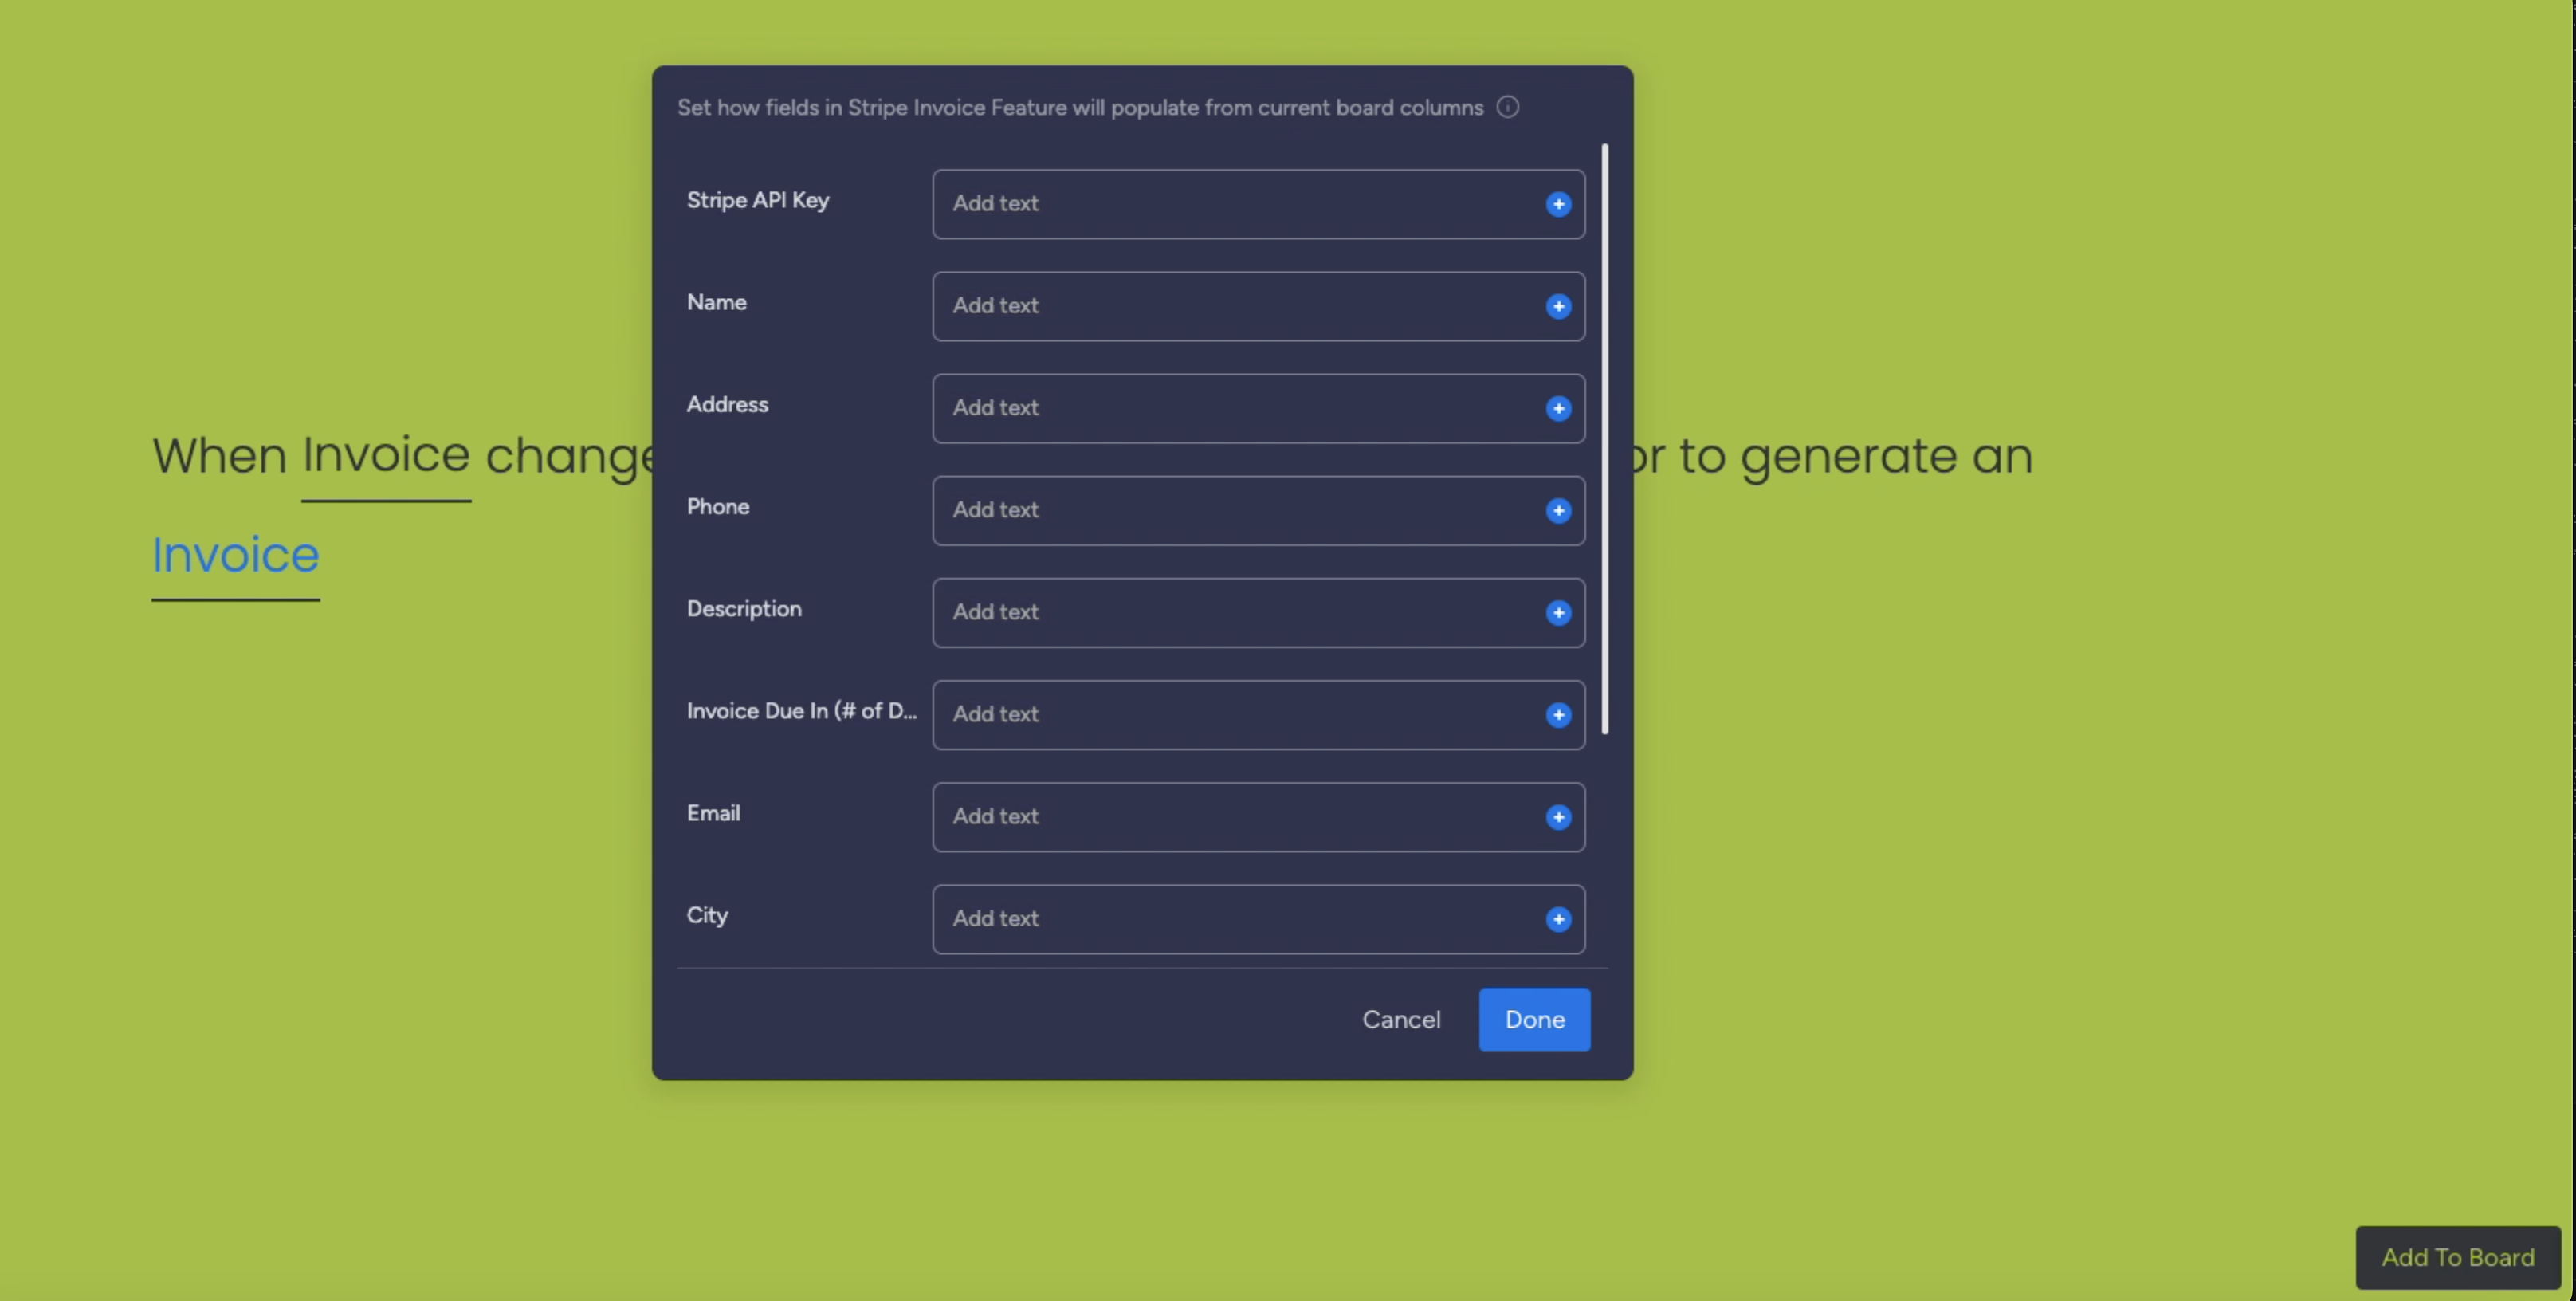 Set how fields in Stripe Invoice Feature will populate from current board columns
Stripe API Key Add text
Name Add text
Address Add text
Phone Add text
Description Add text
Invoice Due In (# of D... Add text
Email Add text
City Add text
Cancel Done
When Invoice change or to generate an
Invoice
Add To Board